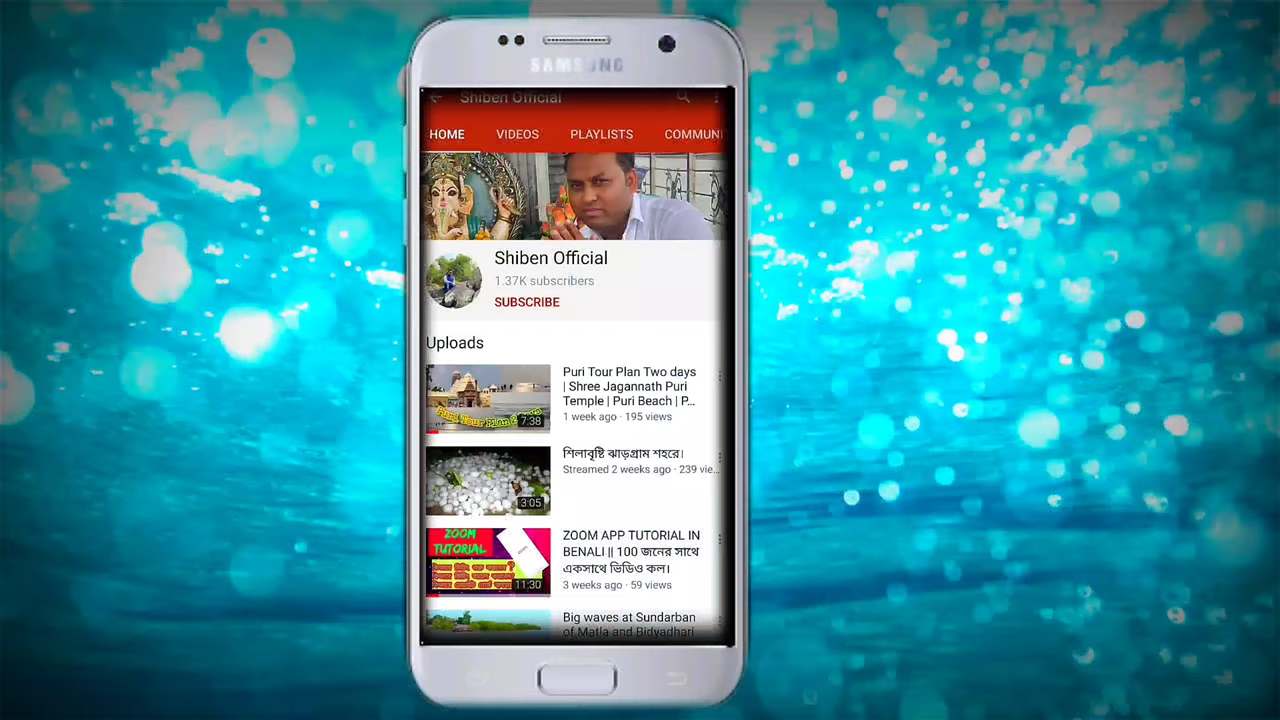 SAMSUNG
Shiben Official
HOME VIDEOS PLAYLISTS COMMUN
Shiben Official
1.37K subscribers
SUBSCRIBE
Uploads
Puri Tour Plan Two days
| Shree Jagannath Puri
Temple | Puri Beach | P...
1 week ago · 195 views
7:38
শিলাবৃষ্টি ঝাড়গ্রাম শহরে।
Streamed 2 weeks ago · 239 vie...
3:05
ZOOM
TUTORIAL
11:30
ZOOM APP TUTORIAL IN
BENALI || 100 জনের সাথে
একসাথে ভিডিও কল।
3 weeks ago · 59 views
Big waves at Sundarban
of Matla and Bidyadhari